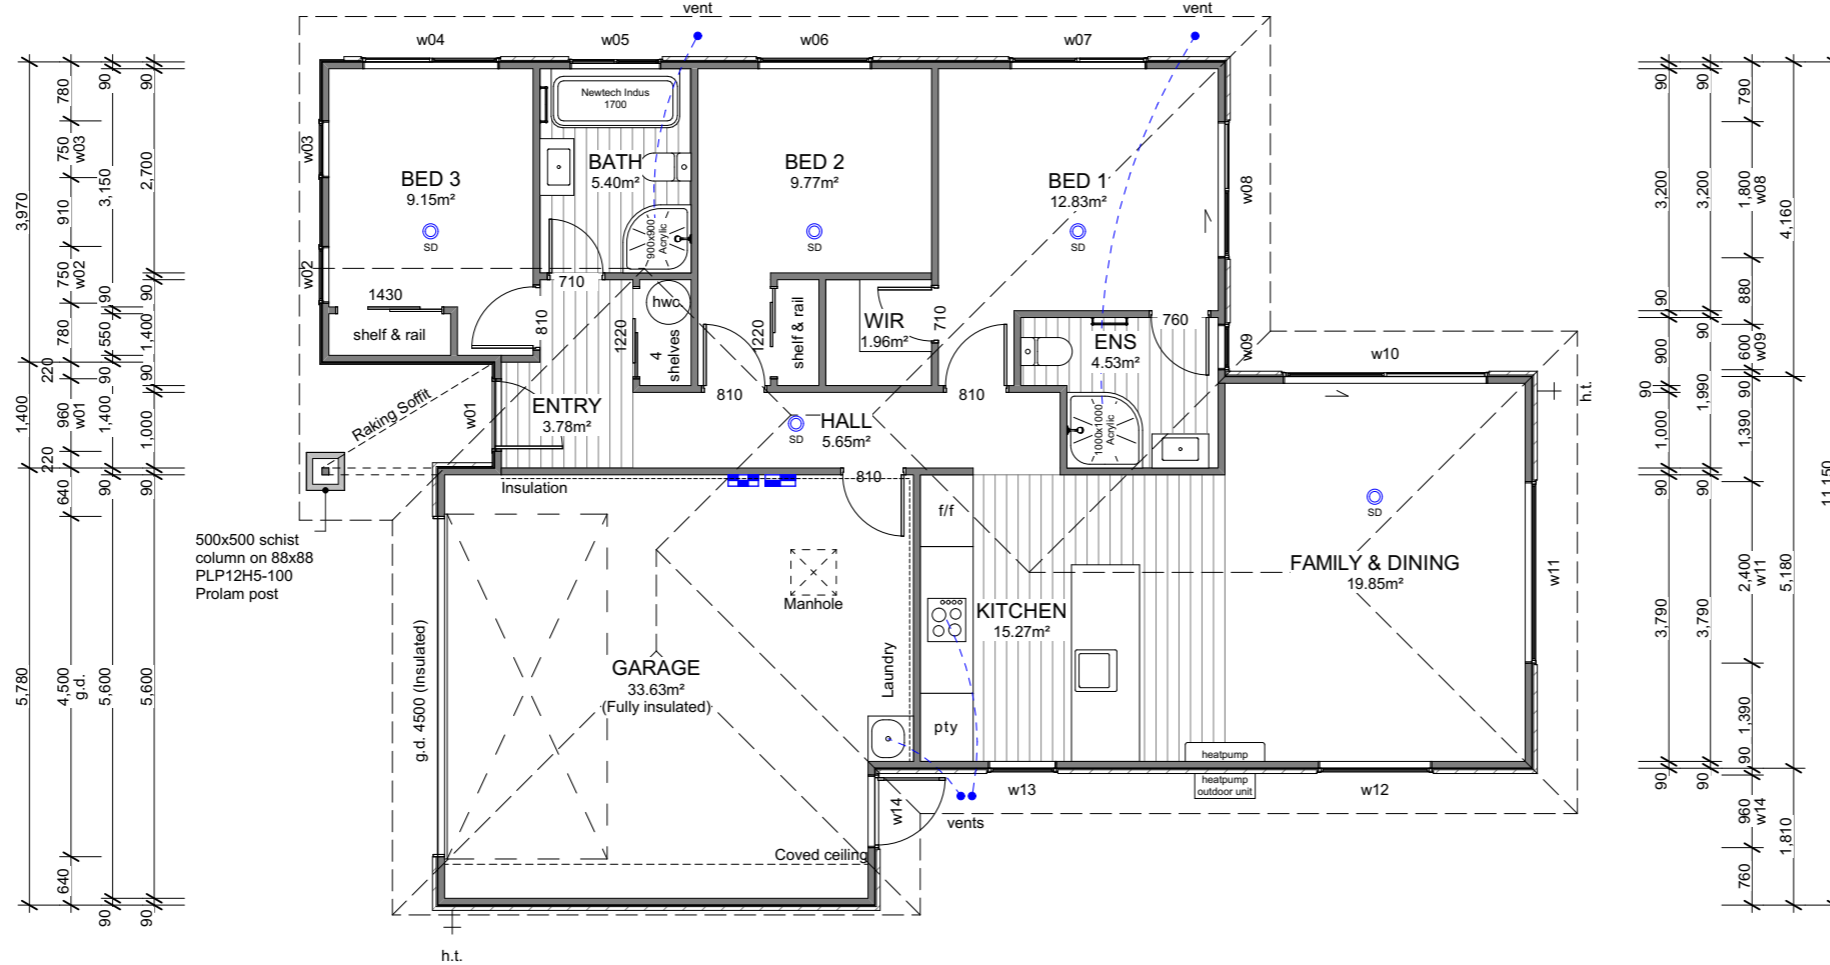 vent
vent
w04
w05
w06
w07
Newtech Indus
1700
BED 3
9.15m²
SD
BATH
5.40m²
900x900
Acrylic
BED 2
9.77m²
SD
BED 1
12.83m²
SD
w03
w02
w08
w09
1430
shelf & rail
810
710
1220
hwc
4
shelves
1220
shelf & rail
WIR
1.96m²
710
760
ENS
4.53m²
1000x1000
Acrylic
w10
h.t.
Raking Soffit
w01
ENTRY
3.78m²
810
810
HALL
5.65m²
SD
810
Insulation
500x500 schist
column on 88x88
PLP12H5-100
Prolam post
g.d. 4500 (Insulated)
Manhole
GARAGE
33.63m²
(Fully insulated)
Laundry
f/f
pty
KITCHEN
15.27m²
SD
FAMILY & DINING
19.85m²
w11
heatpump
heatpump
outdoor unit
w13
w12
w14
vents
Coved ceiling
h.t.
3,970
1,400
5,780
780
750
w03
910
750
w02
780
220
960
w01
220
640
4,500
g.d.
640
90
3,150
90
550
90
1,400
90
5,600
90
90
2,700
90
1,400
90
1,000
90
5,600
90
90
3,200
90
900
90
1,000
90
3,790
90
90
3,200
90
1,990
90
3,790
90
790
1,800
w08
880
600
w09
90
1,390
2,400
w11
1,390
90
960
w14
760
4,160
5,180
1,810
11,150